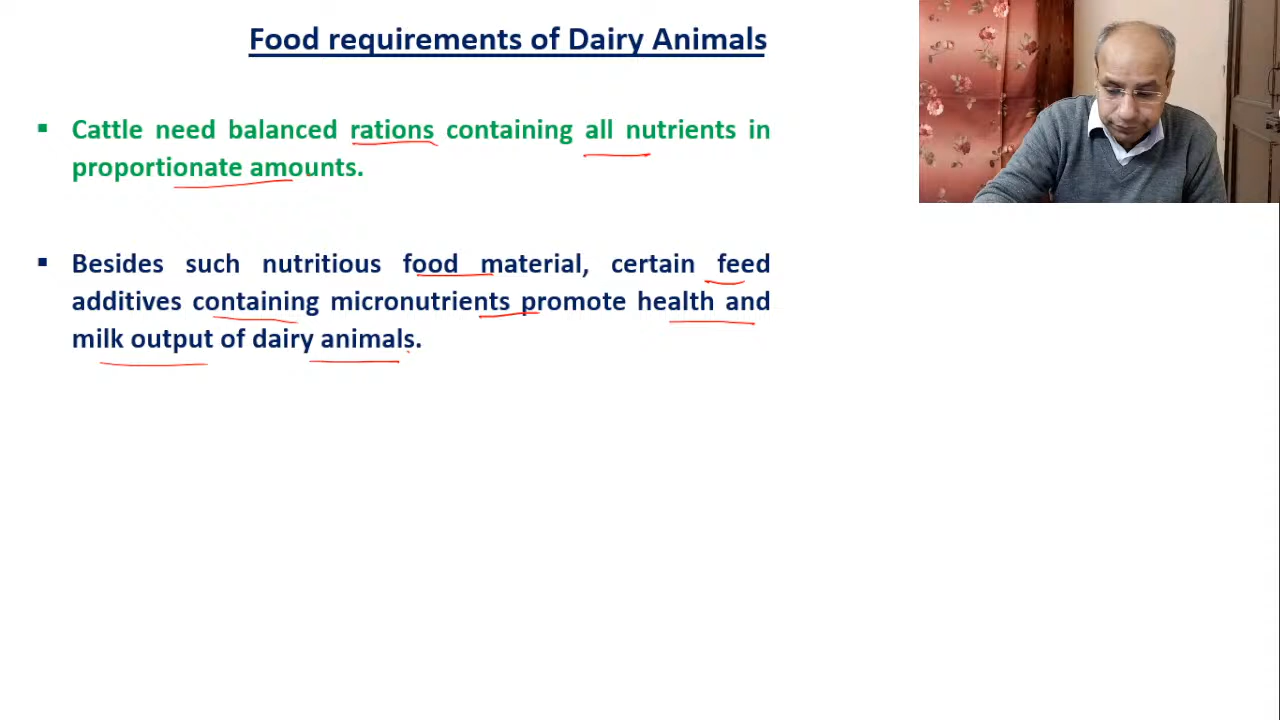 Food requirements of Dairy Animals
▪ Cattle need balanced rations containing all nutrients in
proportionate amounts.
▪ Besides such nutritious food material, certain feed
additives containing micronutrients promote health and
milk output of dairy animals.